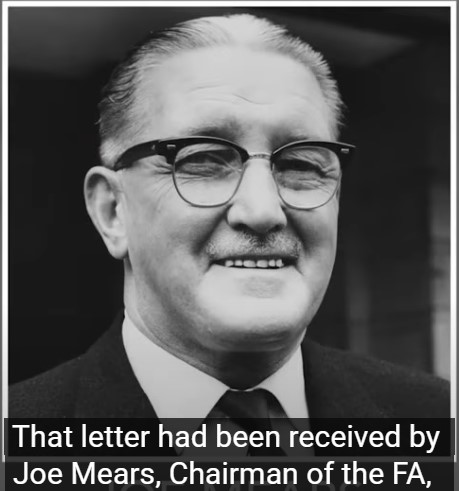 That letter had been received by
Joe Mears, Chairman of the FA,